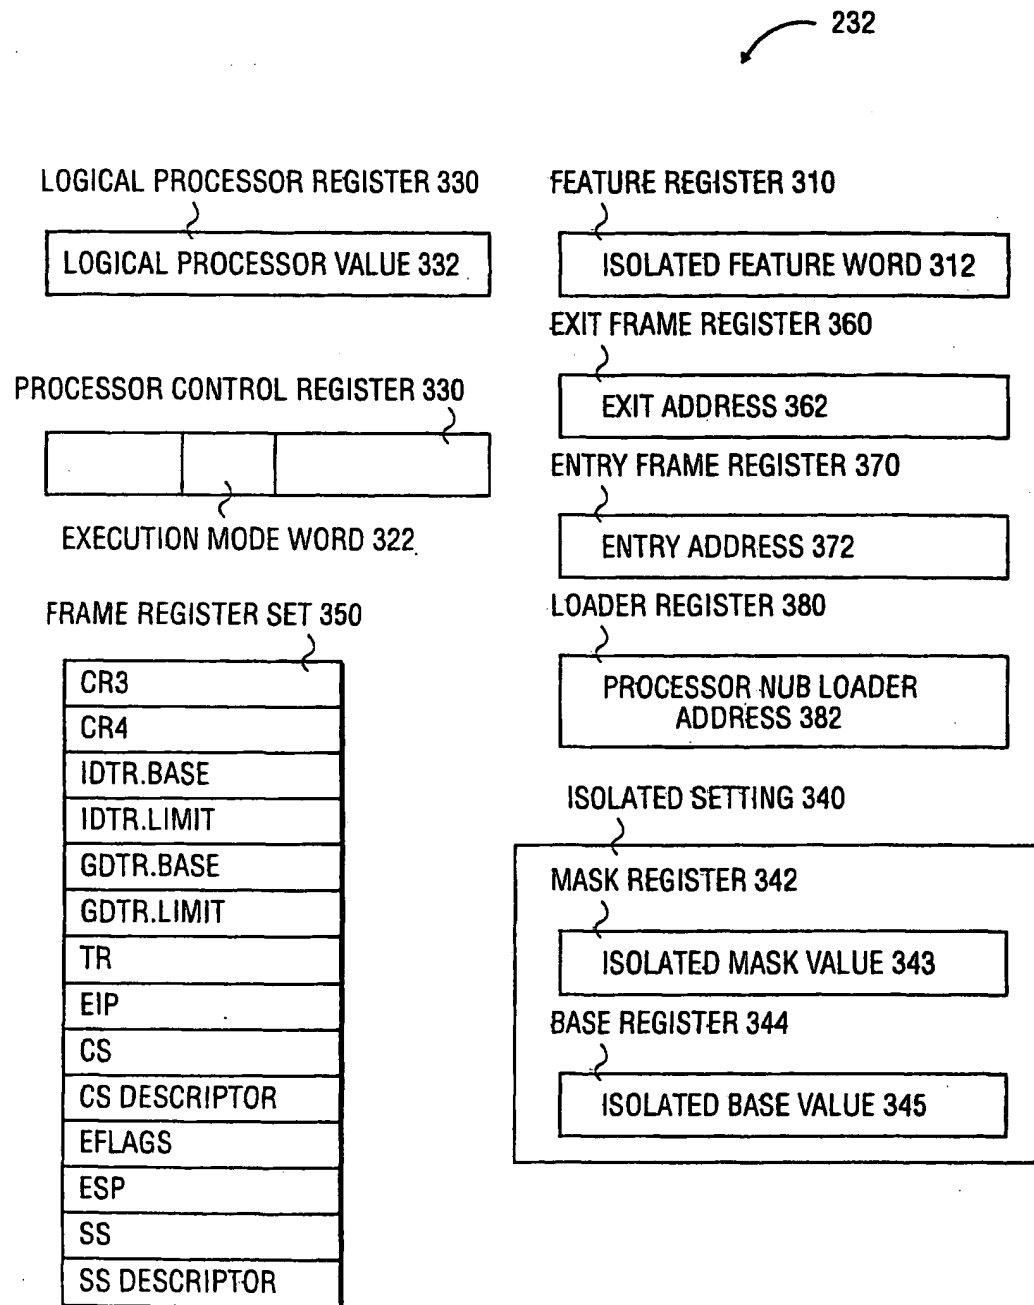 232
LOGICAL PROCESSOR REGISTER 330
LOGICAL PROCESSOR VALUE 332
PROCESSOR CONTROL REGISTER 330
EXECUTION MODE WORD 322
FRAME REGISTER SET 350
CR3
CR4
IDTR.BASE
IDTR.LIMIT
GDTR.BASE
GDTR.LIMIT
TR
EIP
CS
CS DESCRIPTOR
EFLAGS
ESP
SS
SS DESCRIPTOR
FEATURE REGISTER 310
ISOLATED FEATURE WORD 312
EXIT FRAME REGISTER 360
EXIT ADDRESS 362
ENTRY FRAME REGISTER 370
ENTRY ADDRESS 372
LOADER REGISTER 380
PROCESSOR NUB LOADER
ADDRESS 382
ISOLATED SETTING 340
MASK REGISTER 342
ISOLATED MASK VALUE 343
BASE REGISTER 344
ISOLATED BASE VALUE 345